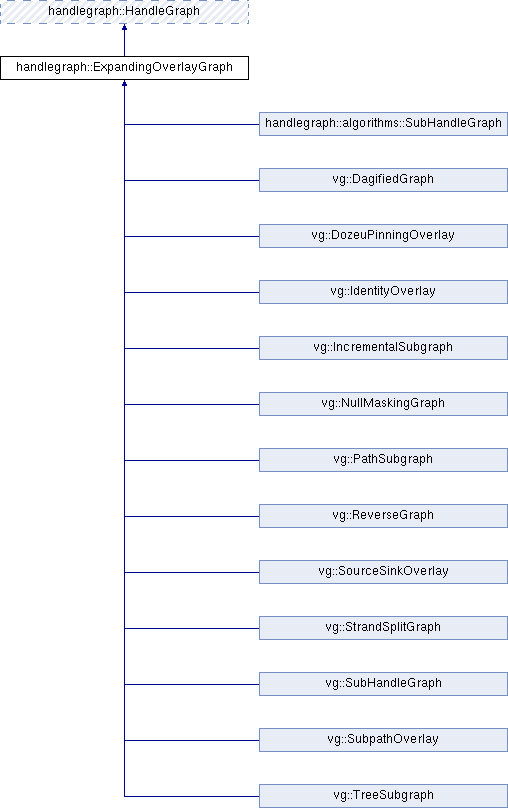 handlegraph::HandleGraph
handlegraph::ExpandingOverlayGraph
handlegraph::algorithms::SubHandleGraph
vg::DagifiedGraph
vg::DozeuPinningOverlay
vg::IdentityOverlay
vg::IncrementalSubgraph
vg::NullMaskingGraph
vg::PathSubgraph
vg::ReverseGraph
vg::SourceSinkOverlay
vg::StrandSplitGraph
vg::SubHandleGraph
vg::SubpathOverlay
vg::TreeSubgraph